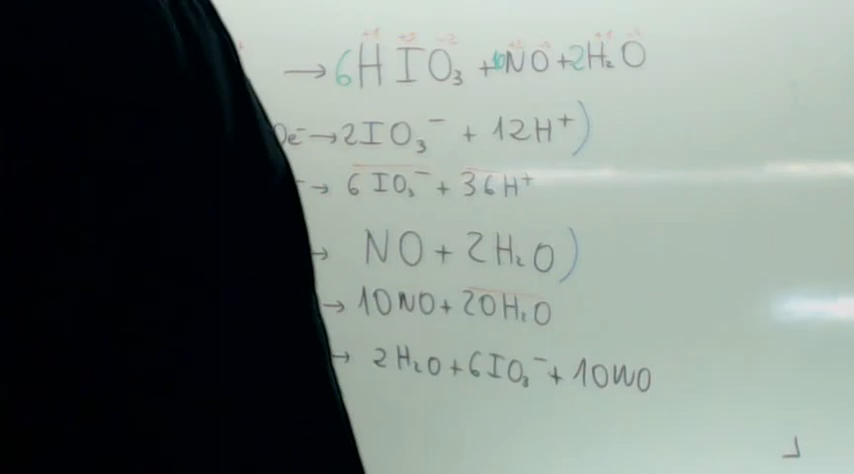 → 6HIO₃ + 10NO + 2H₂O
0e⁻ → 2IO₃⁻ + 12H⁺)
→ 6IO₃⁻ + 36H⁺
→ NO + 2H₂O)
→ 10NO + 20H₂O
→ 2H₂O + 6IO₃⁻ + 10NO